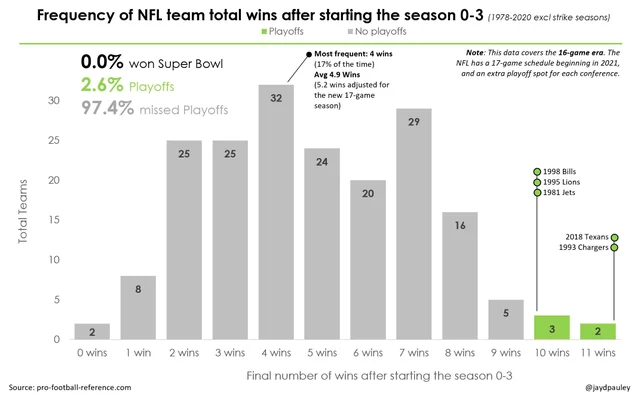 Frequency of NFL team total wins after starting the season 0-3 (1978-2020 excl strike seasons)
Playoffs No playoffs
0.0% won Super Bowl
2.6% Playoffs
97.4% missed Playoffs
Most frequent: 4 wins
(17% of the time)
Avg 4.9 Wins
(5.2 wins adjusted for
the new 17-game
season)
Note: This data covers the 16-game era. The
NFL has a 17-game schedule beginning in 2021,
and an extra playoff spot for each conference.
Total Teams
30
25
20
15
10
5
0
2
8
25
25
32
24
20
29
16
5
3
2
1998 Bills
1995 Lions
1981 Jets
2018 Texans
1993 Chargers
0 wins 1 win 2 wins 3 wins 4 wins 5 wins 6 wins 7 wins 8 wins 9 wins 10 wins 11 wins
Final number of wins after starting the season 0-3
Source: pro-football-reference.com
@jaydpauley